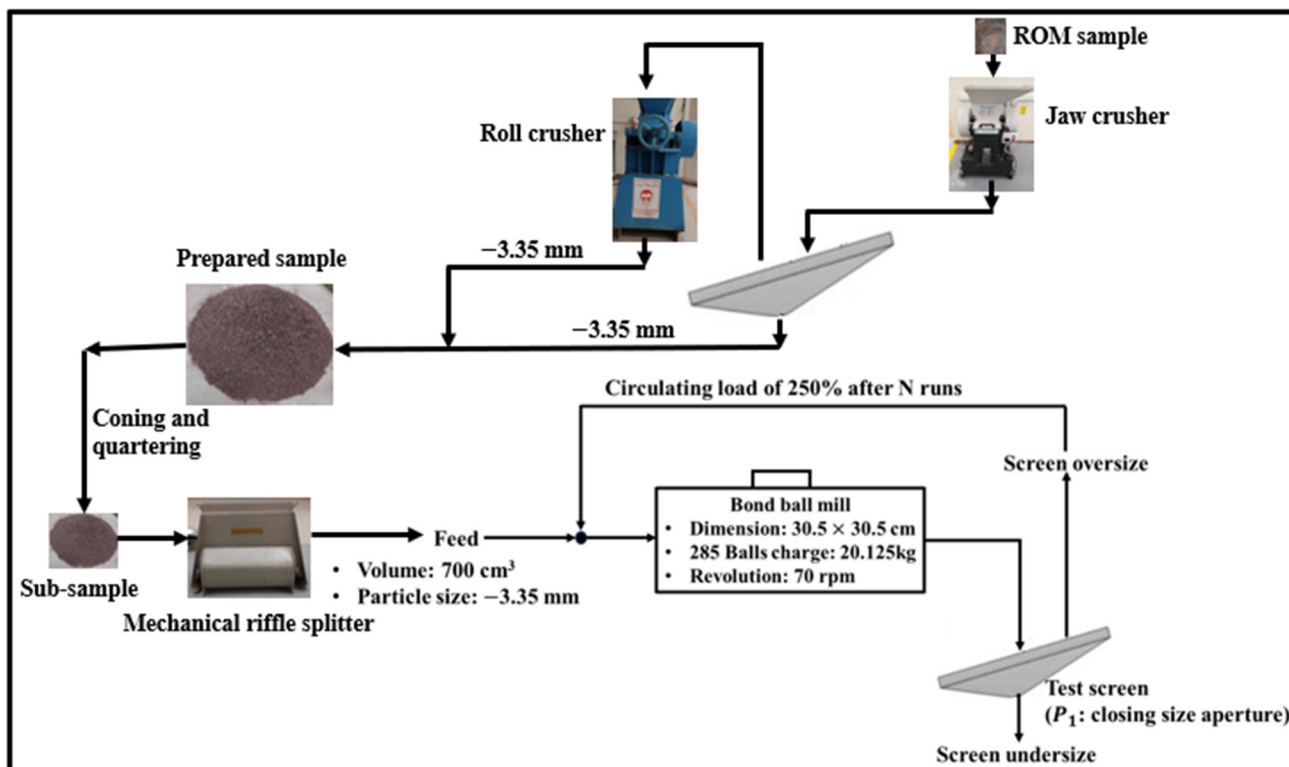 ROM sample
Jaw crusher
Roll crusher
−3.35 mm
Prepared sample
−3.35 mm
Circulating load of 250% after N runs
Coning and
quartering
Screen oversize
Bond ball mill
• Dimension: 30.5 × 30.5 cm
• 285 Balls charge: 20.125kg
• Revolution: 70 rpm
Feed
• Volume: 700 cm³
• Particle size: −3.35 mm
Sub-sample
Mechanical riffle splitter
Test screen
(P₁: closing size aperture)
Screen undersize